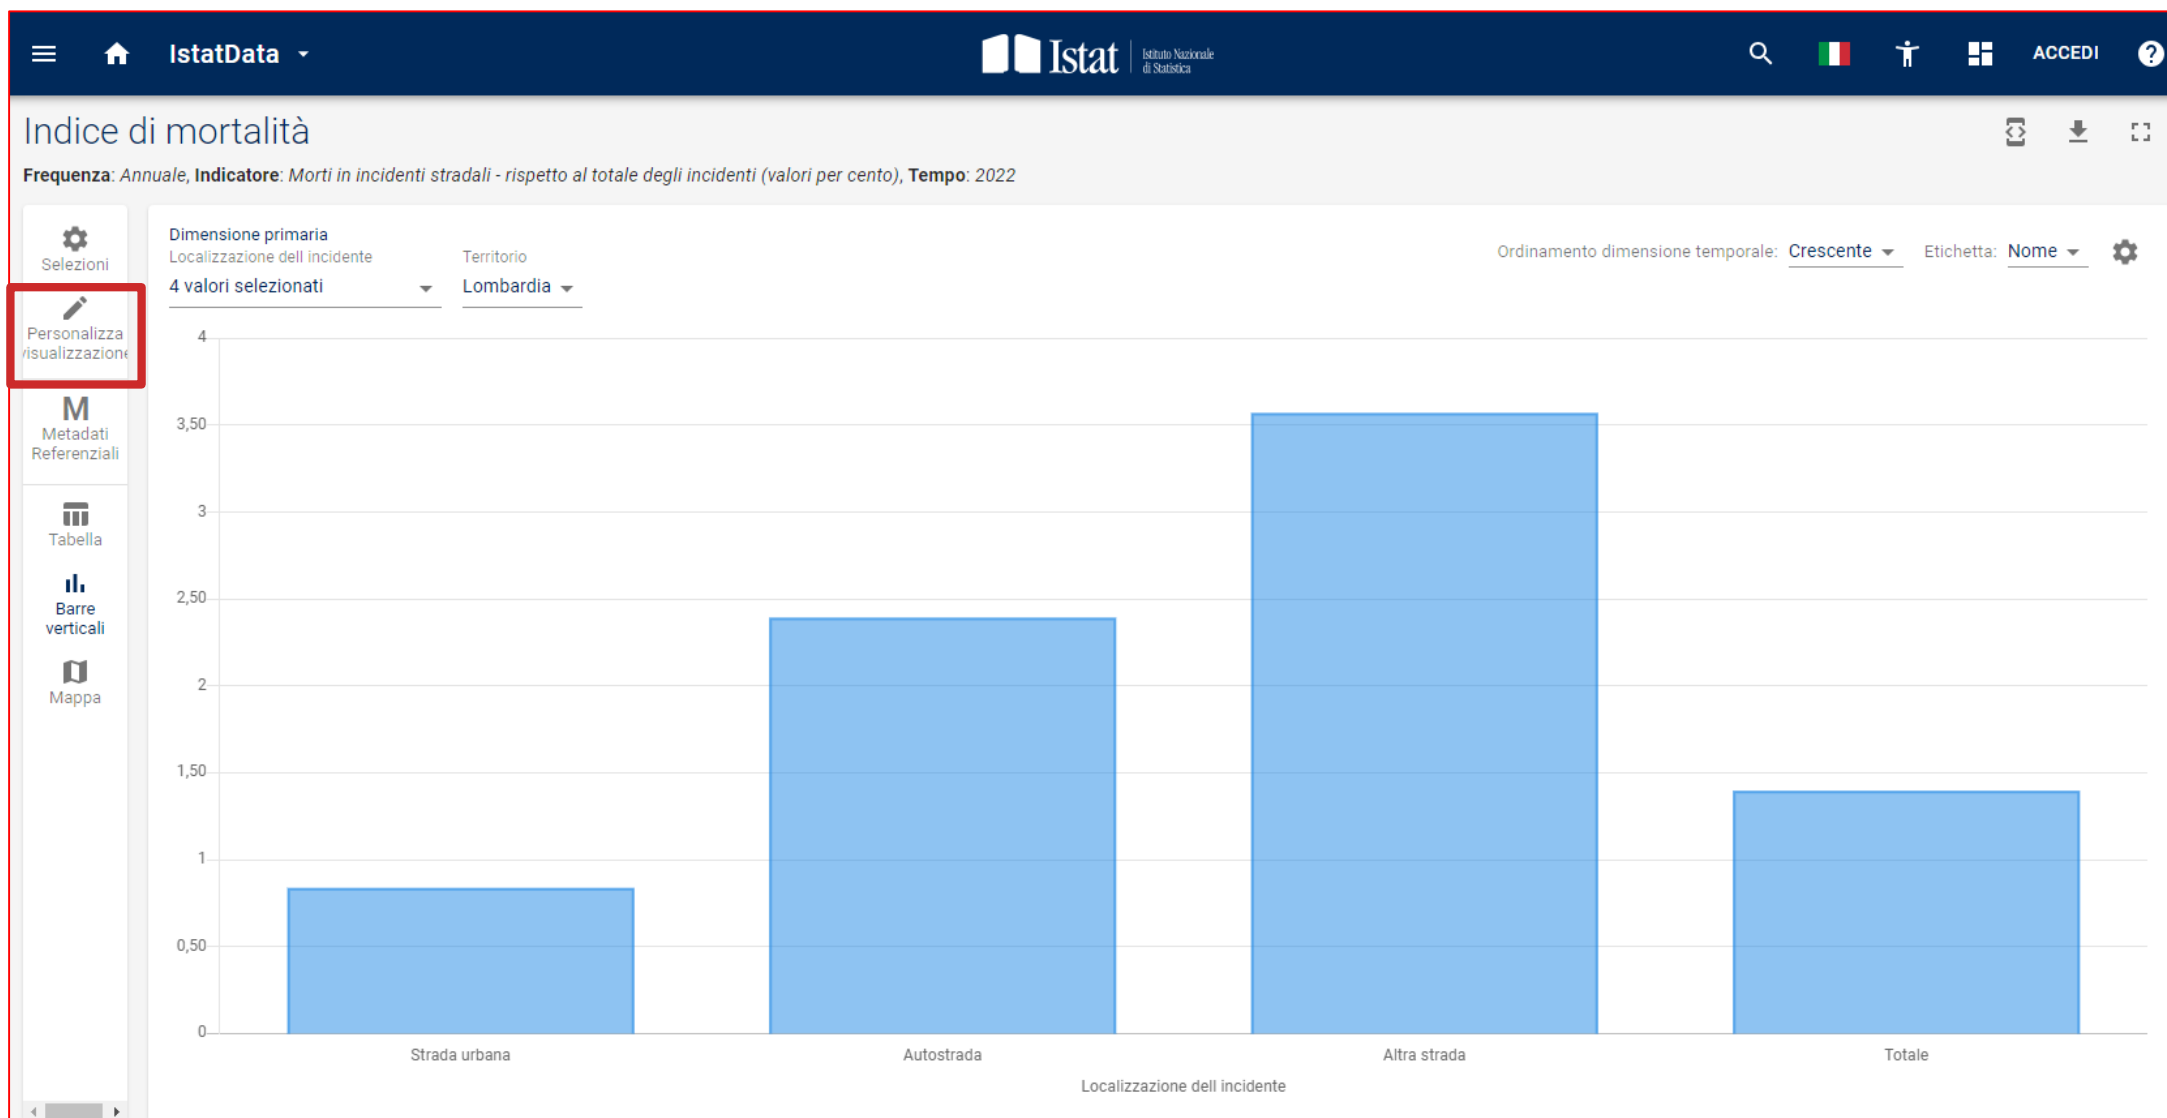 IstatData
Istat
Istituto Nazionale
di Statistica
ACCEDI
?
Indice di mortalità
Frequenza: Annuale, Indicatore: Morti in incidenti stradali - rispetto al totale degli incidenti (valori per cento), Tempo: 2022
Selezioni
Personalizza
visualizzazione
M
Metadati
Referenziali
Tabella
Barre
verticali
Mappa
Dimensione primaria
Localizzazione dell incidente
4 valori selezionati
Territorio
Lombardia
Ordinamento dimensione temporale: Crescente
Etichetta: Nome
4
3,50
3
2,50
2
1,50
1
0,50
0
Strada urbana
Autostrada
Altra strada
Totale
Localizzazione dell incidente